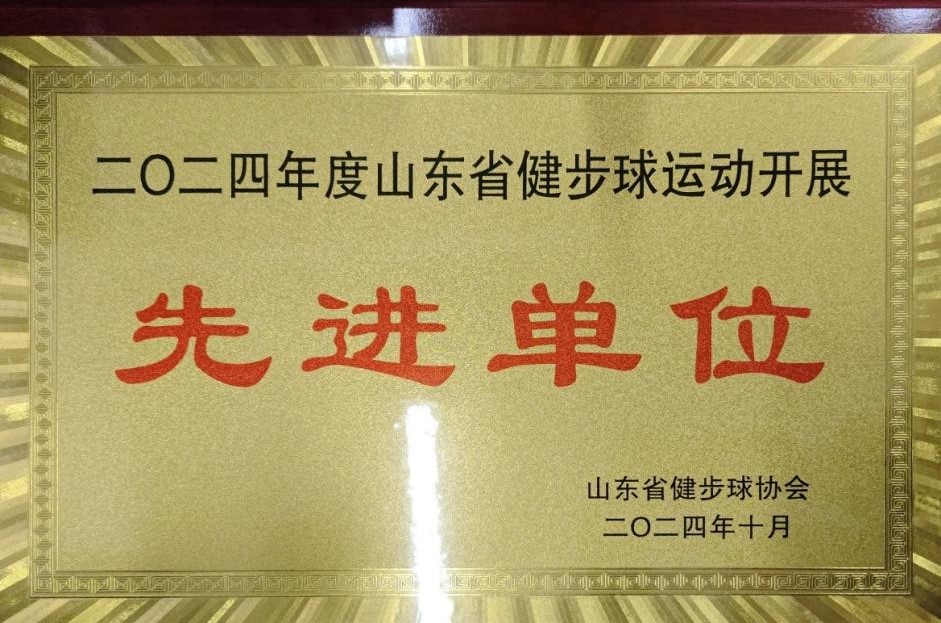 二〇二四年度山东省健步球运动开展
先进单位
山东省健步球协会
二〇二四年十月